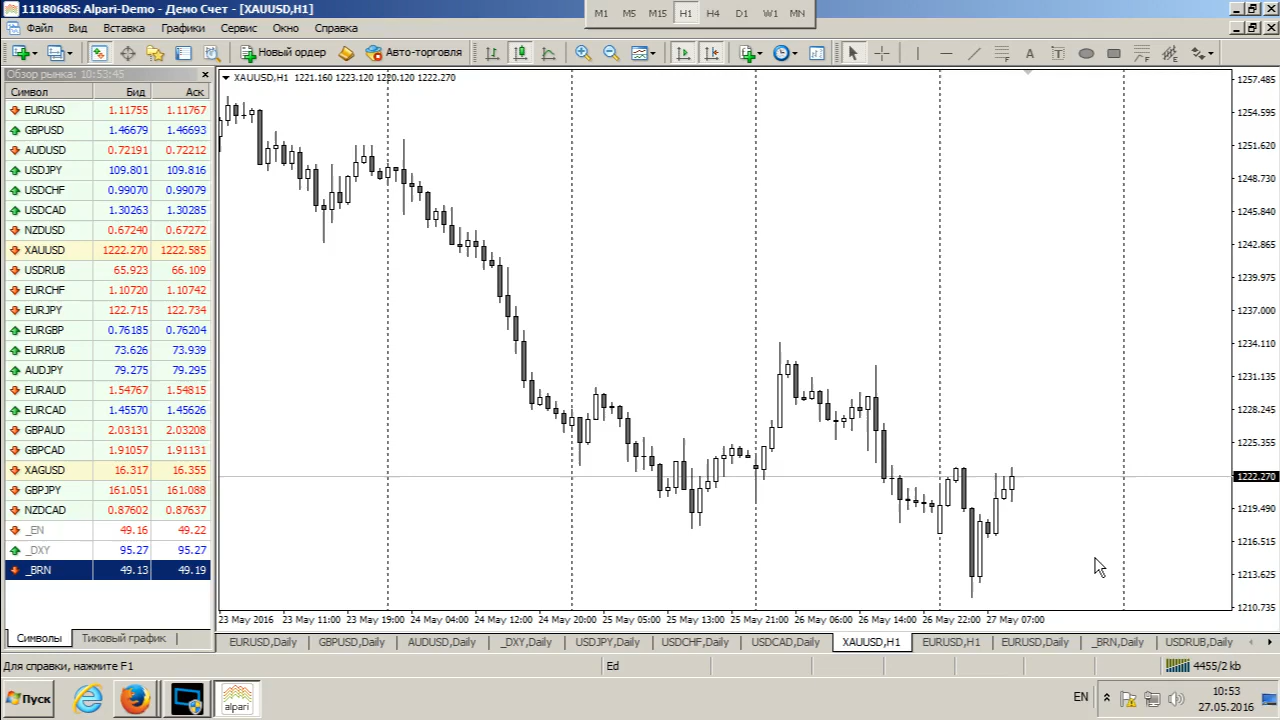 11180685: Alpari-Demo - Демо Счет - [XAUUSD,H1]
M1 M5 M15 H1 H4 D1 W1 MN
Файл Вид Вставка Графики Сервис Окно Справка
Новый ордер Авто-торговля
Обзор рынка: 10:53:45
Символ Бид Аск
EURUSD 1.11755 1.11767
GBPUSD 1.46679 1.46693
AUDUSD 0.72191 0.72212
USDJPY 109.801 109.816
USDCHF 0.99070 0.99079
USDCAD 1.30263 1.30285
NZDUSD 0.67240 0.67272
XAUUSD 1222.270 1222.585
USDRUB 65.923 66.109
EURCHF 1.10720 1.10742
EURJPY 122.715 122.734
EURGBP 0.76185 0.76204
EURRUB 73.626 73.939
AUDJPY 79.275 79.295
EURAUD 1.54767 1.54815
EURCAD 1.45570 1.45626
GBPAUD 2.03131 2.03208
GBPCAD 1.91057 1.91131
XAGUSD 16.317 16.355
GBPJPY 161.051 161.088
NZDCAD 0.87602 0.87637
_EN 49.16 49.22
_DXY 95.27 95.27
_BRN 49.13 49.19
Символы Тиковый график
XAUUSD,H1 1221.160 1223.120 1220.120 1222.270
1257.485
1254.595
1251.620
1248.730
1245.840
1242.865
1239.975
1237.000
1234.110
1231.135
1228.245
1225.355
1222.270
1219.490
1216.515
1213.625
1210.735
23 May 2016 23 May 11:00 23 May 19:00 24 May 04:00 24 May 12:00 24 May 20:00 25 May 05:00 25 May 13:00 25 May 21:00 26 May 06:00 26 May 14:00 26 May 22:00 27 May 07:00
EURUSD,Daily GBPUSD,Daily AUDUSD,Daily _DXY,Daily USDJPY,Daily USDCHF,Daily USDCAD,Daily XAUUSD,H1 EURUSD,H1 EURUSD,Daily _BRN,Daily USDRUB,Daily
Для справки, нажмите F1 Ed 4455/2 kb
Пуск alpari EN 10:53
27.05.2016